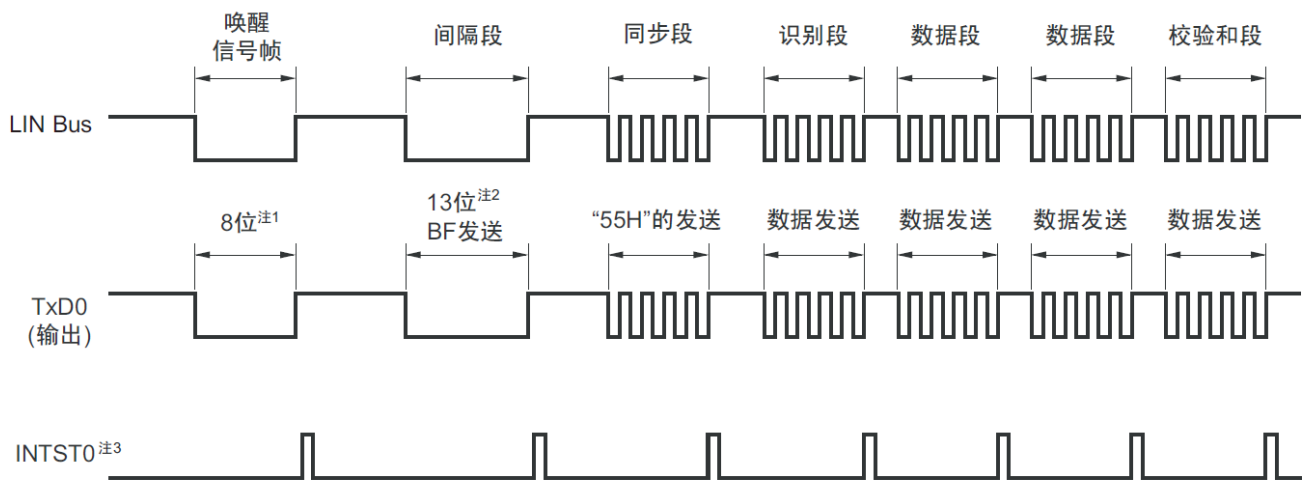 唤醒
信号帧
间隔段
同步段
识别段
数据段
数据段
校验和段
LIN Bus
8位注1
13位注2
BF发送
“55H”的发送
数据发送
数据发送
数据发送
数据发送
TxD0
(输出)
INTST0注3